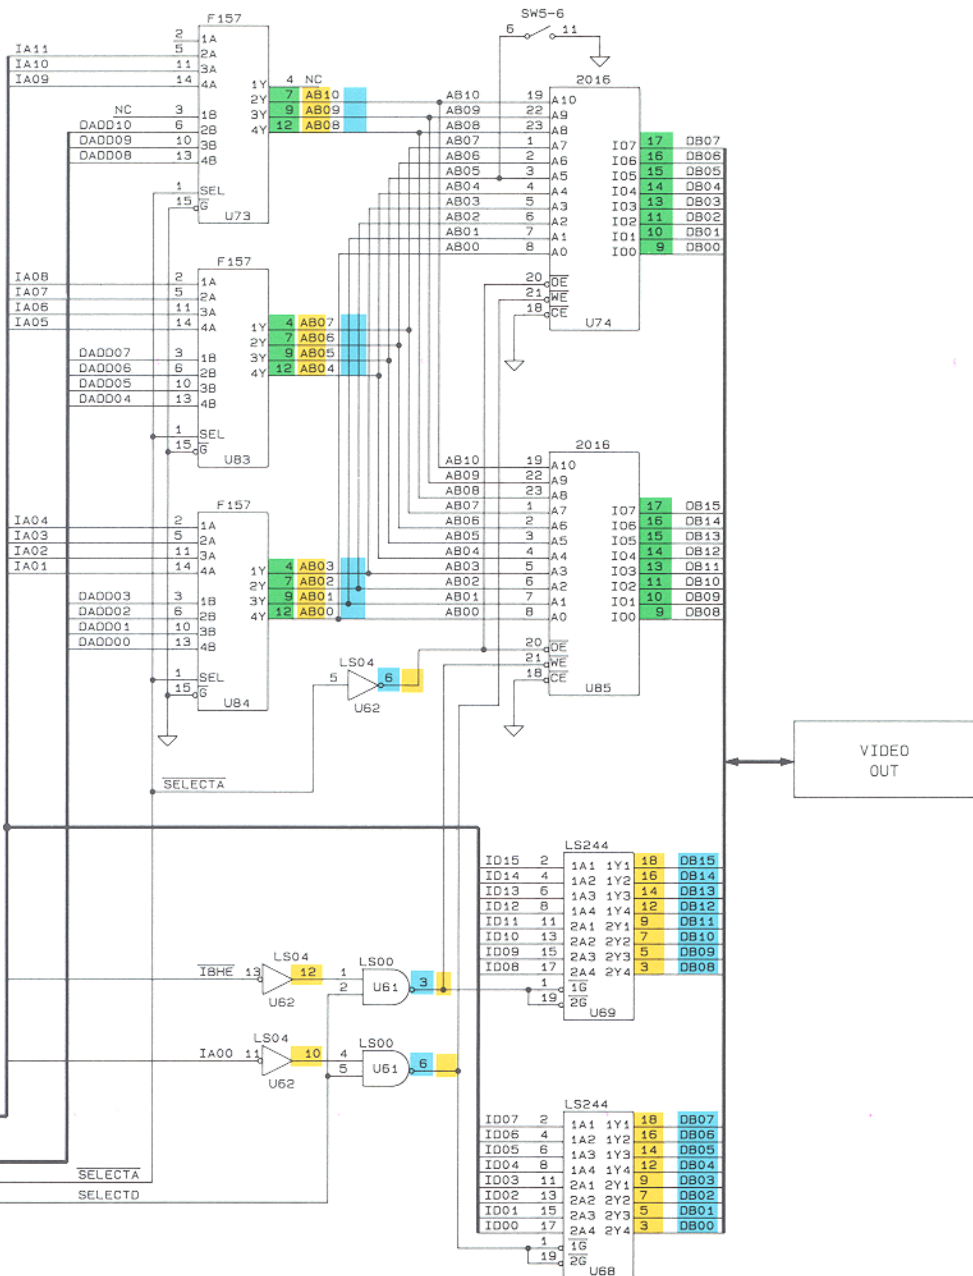 SW5-6
6 11
F157
IA11 2 1A
IA10 5 2A
IA09 11 3A
14 4A
1Y 4 NC
2Y 7 AB10
3Y 9 AB09
4Y 12 AB08
NC 3 1B
DADD10 6 2B
DADD09 10 3B
DADD08 13 4B
1 SEL
15 G
U73
2016
AB10 19 A10
AB09 22 A9
AB08 23 A8
AB07 1 A7
AB06 2 A6
AB05 3 A5
AB04 4 A4
AB03 5 A3
AB02 6 A2
AB01 7 A1
AB00 8 A0
IO7 17 DB07
IO6 16 DB06
IO5 15 DB05
IO4 14 DB04
IO3 13 DB03
IO2 11 DB02
IO1 10 DB01
IO0 9 DB00
20 OE
21 WE
18 CE
U74
F157
IA08 2 1A
IA07 5 2A
IA06 11 3A
IA05 14 4A
1Y 4 AB07
2Y 7 AB06
3Y 9 AB05
4Y 12 AB04
DADD07 3 1B
DADD06 6 2B
DADD05 10 3B
DADD04 13 4B
1 SEL
15 G
U83
2016
AB10 19 A10
AB09 22 A9
AB08 23 A8
AB07 1 A7
AB06 2 A6
AB05 3 A5
AB04 4 A4
AB03 5 A3
AB02 6 A2
AB01 7 A1
AB00 8 A0
IO7 17 DB15
IO6 16 DB14
IO5 15 DB13
IO4 14 DB12
IO3 13 DB11
IO2 11 DB10
IO1 10 DB09
IO0 9 DB08
20 OE
21 WE
18 CE
U85
F157
IA04 2 1A
IA03 5 2A
IA02 11 3A
IA01 14 4A
1Y 4 AB03
2Y 7 AB02
3Y 9 AB01
4Y 12 AB00
DADD03 3 1B
DADD02 6 2B
DADD01 10 3B
DADD00 13 4B
1 SEL
15 G
U84
LS04
5 6
U62
SELECTA
VIDEO
OUT
LS244
ID15 2 1A1 1Y1 18 DB15
ID14 4 1A2 1Y2 16 DB14
ID13 6 1A3 1Y3 14 DB13
ID12 8 1A4 1Y4 12 DB12
ID11 11 2A1 2Y1 9 DB11
ID10 13 2A2 2Y2 7 DB10
ID09 15 2A3 2Y3 5 DB09
ID08 17 2A4 2Y4 3 DB08
1 1G
19 2G
U69
IBHE 13 LS04 12
U62
LS00
1 3
2 U61
IA00 11 LS04 10
U62
LS00
4 6
5 U61
LS244
ID07 2 1A1 1Y1 18 DB07
ID06 4 1A2 1Y2 16 DB06
ID05 6 1A3 1Y3 14 DB05
ID04 8 1A4 1Y4 12 DB04
ID03 11 2A1 2Y1 9 DB03
ID02 13 2A2 2Y2 7 DB02
ID01 15 2A3 2Y3 5 DB01
ID00 17 2A4 2Y4 3 DB00
1 1G
19 2G
U68
SELECTA
SELECTD